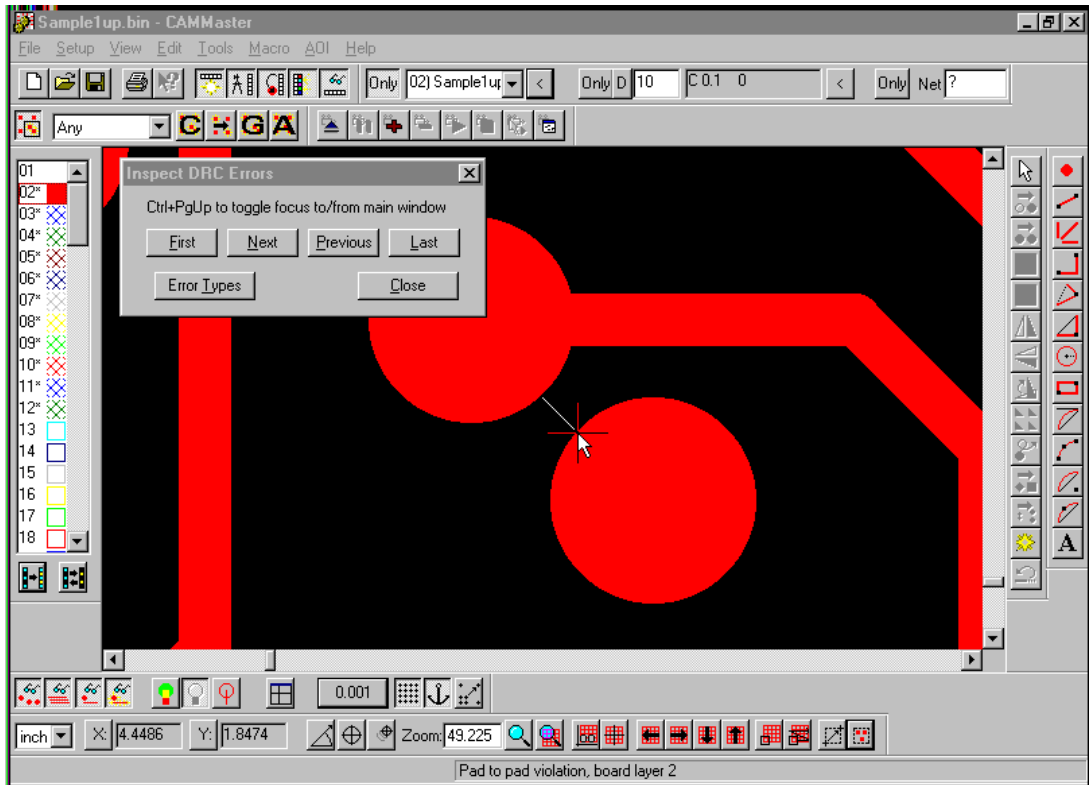 Sample1up.bin - CAMMaster
File Setup View Edit Tools Macro AOI Help
Only 02) Sample1up < Only D 10 C 0.1 0 < Only Net ?
Any C H G A
01
02*
03*
04*
05*
06*
07*
08*
09*
10*
11*
12*
13
14
15
16
17
18
Inspect DRC Errors
Ctrl+PgUp to toggle focus to/from main window
First Next Previous Last
Error Types Close
A
0.001
inch X: 4.4486 Y: 1.8474 Zoom: 49.225
Pad to pad violation, board layer 2